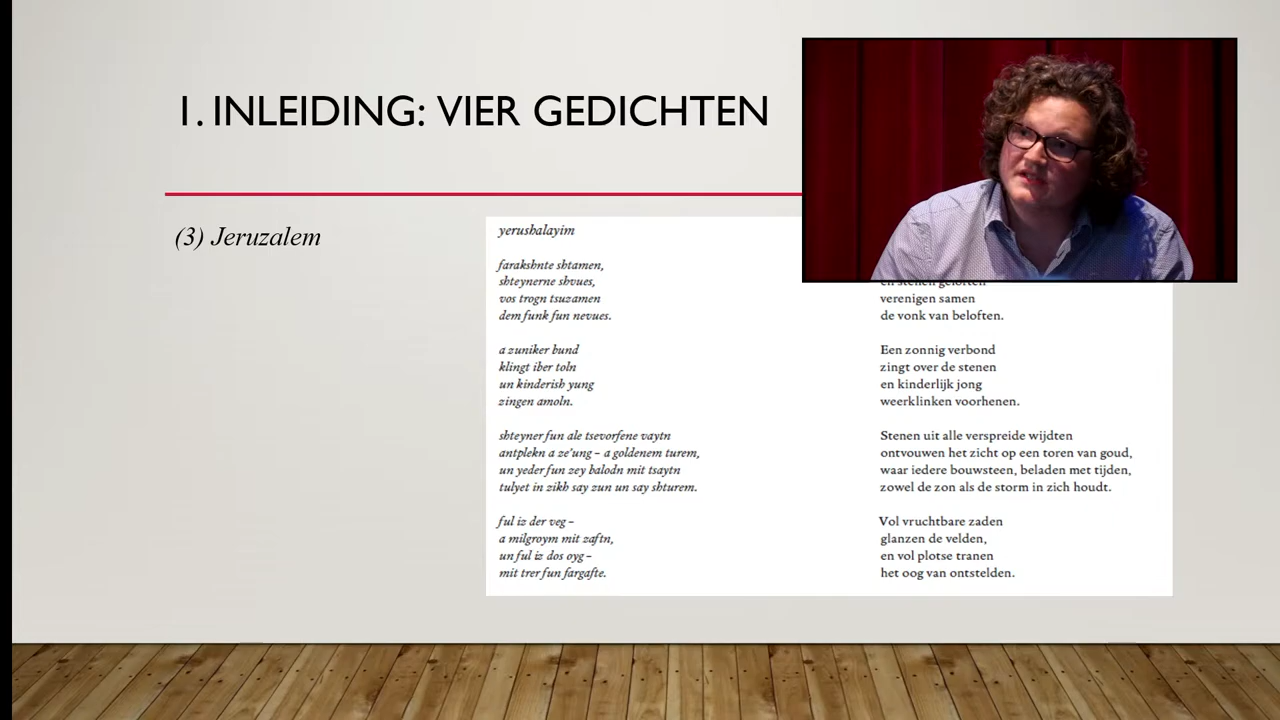 1. INLEIDING: VIER GEDICHTEN
(3) Jeruzalem
yerushalayim
farakshnte shtamen,
shteynerne shvues,
vos trogn tsuzamen
dem funk fun nevues.
a zuniker bund
klingt iber toln
un kinderish yung
zingen amoln.
shteyner fun ale tsevorfene vaytn
antplekn a ze'ung – a goldenem turem,
un yeder fun zey balodn mit tsaytn
tulyet in zikh say zun un say shturem.
ful iz der veg –
a milgroym mit zaftn,
un ful iz dos oyg –
mit trer fun fargafte.
en stenen geloften
verenigen samen
de vonk van beloften.
Een zonnig verbond
zingt over de stenen
en kinderlijk jong
weerklinken voorhenen.
Stenen uit alle verspreide wijdten
ontvouwen het zicht op een toren van goud,
waar iedere bouwsteen, beladen met tijden,
zowel de zon als de storm in zich houdt.
Vol vruchtbare zaden
glanzen de velden,
en vol plotse tranen
het oog van ontstelden.